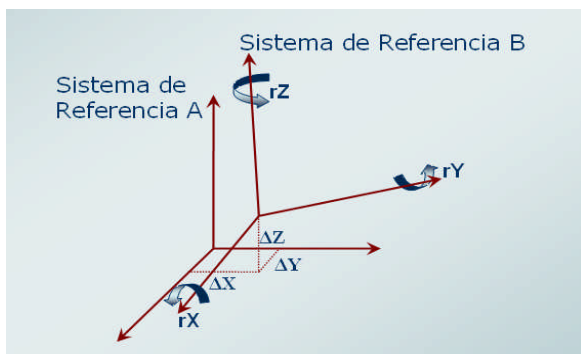 Sistema de Referencia B
Sistema de
Referencia A
rZ
rY
ΔZ
ΔY
ΔX
rX